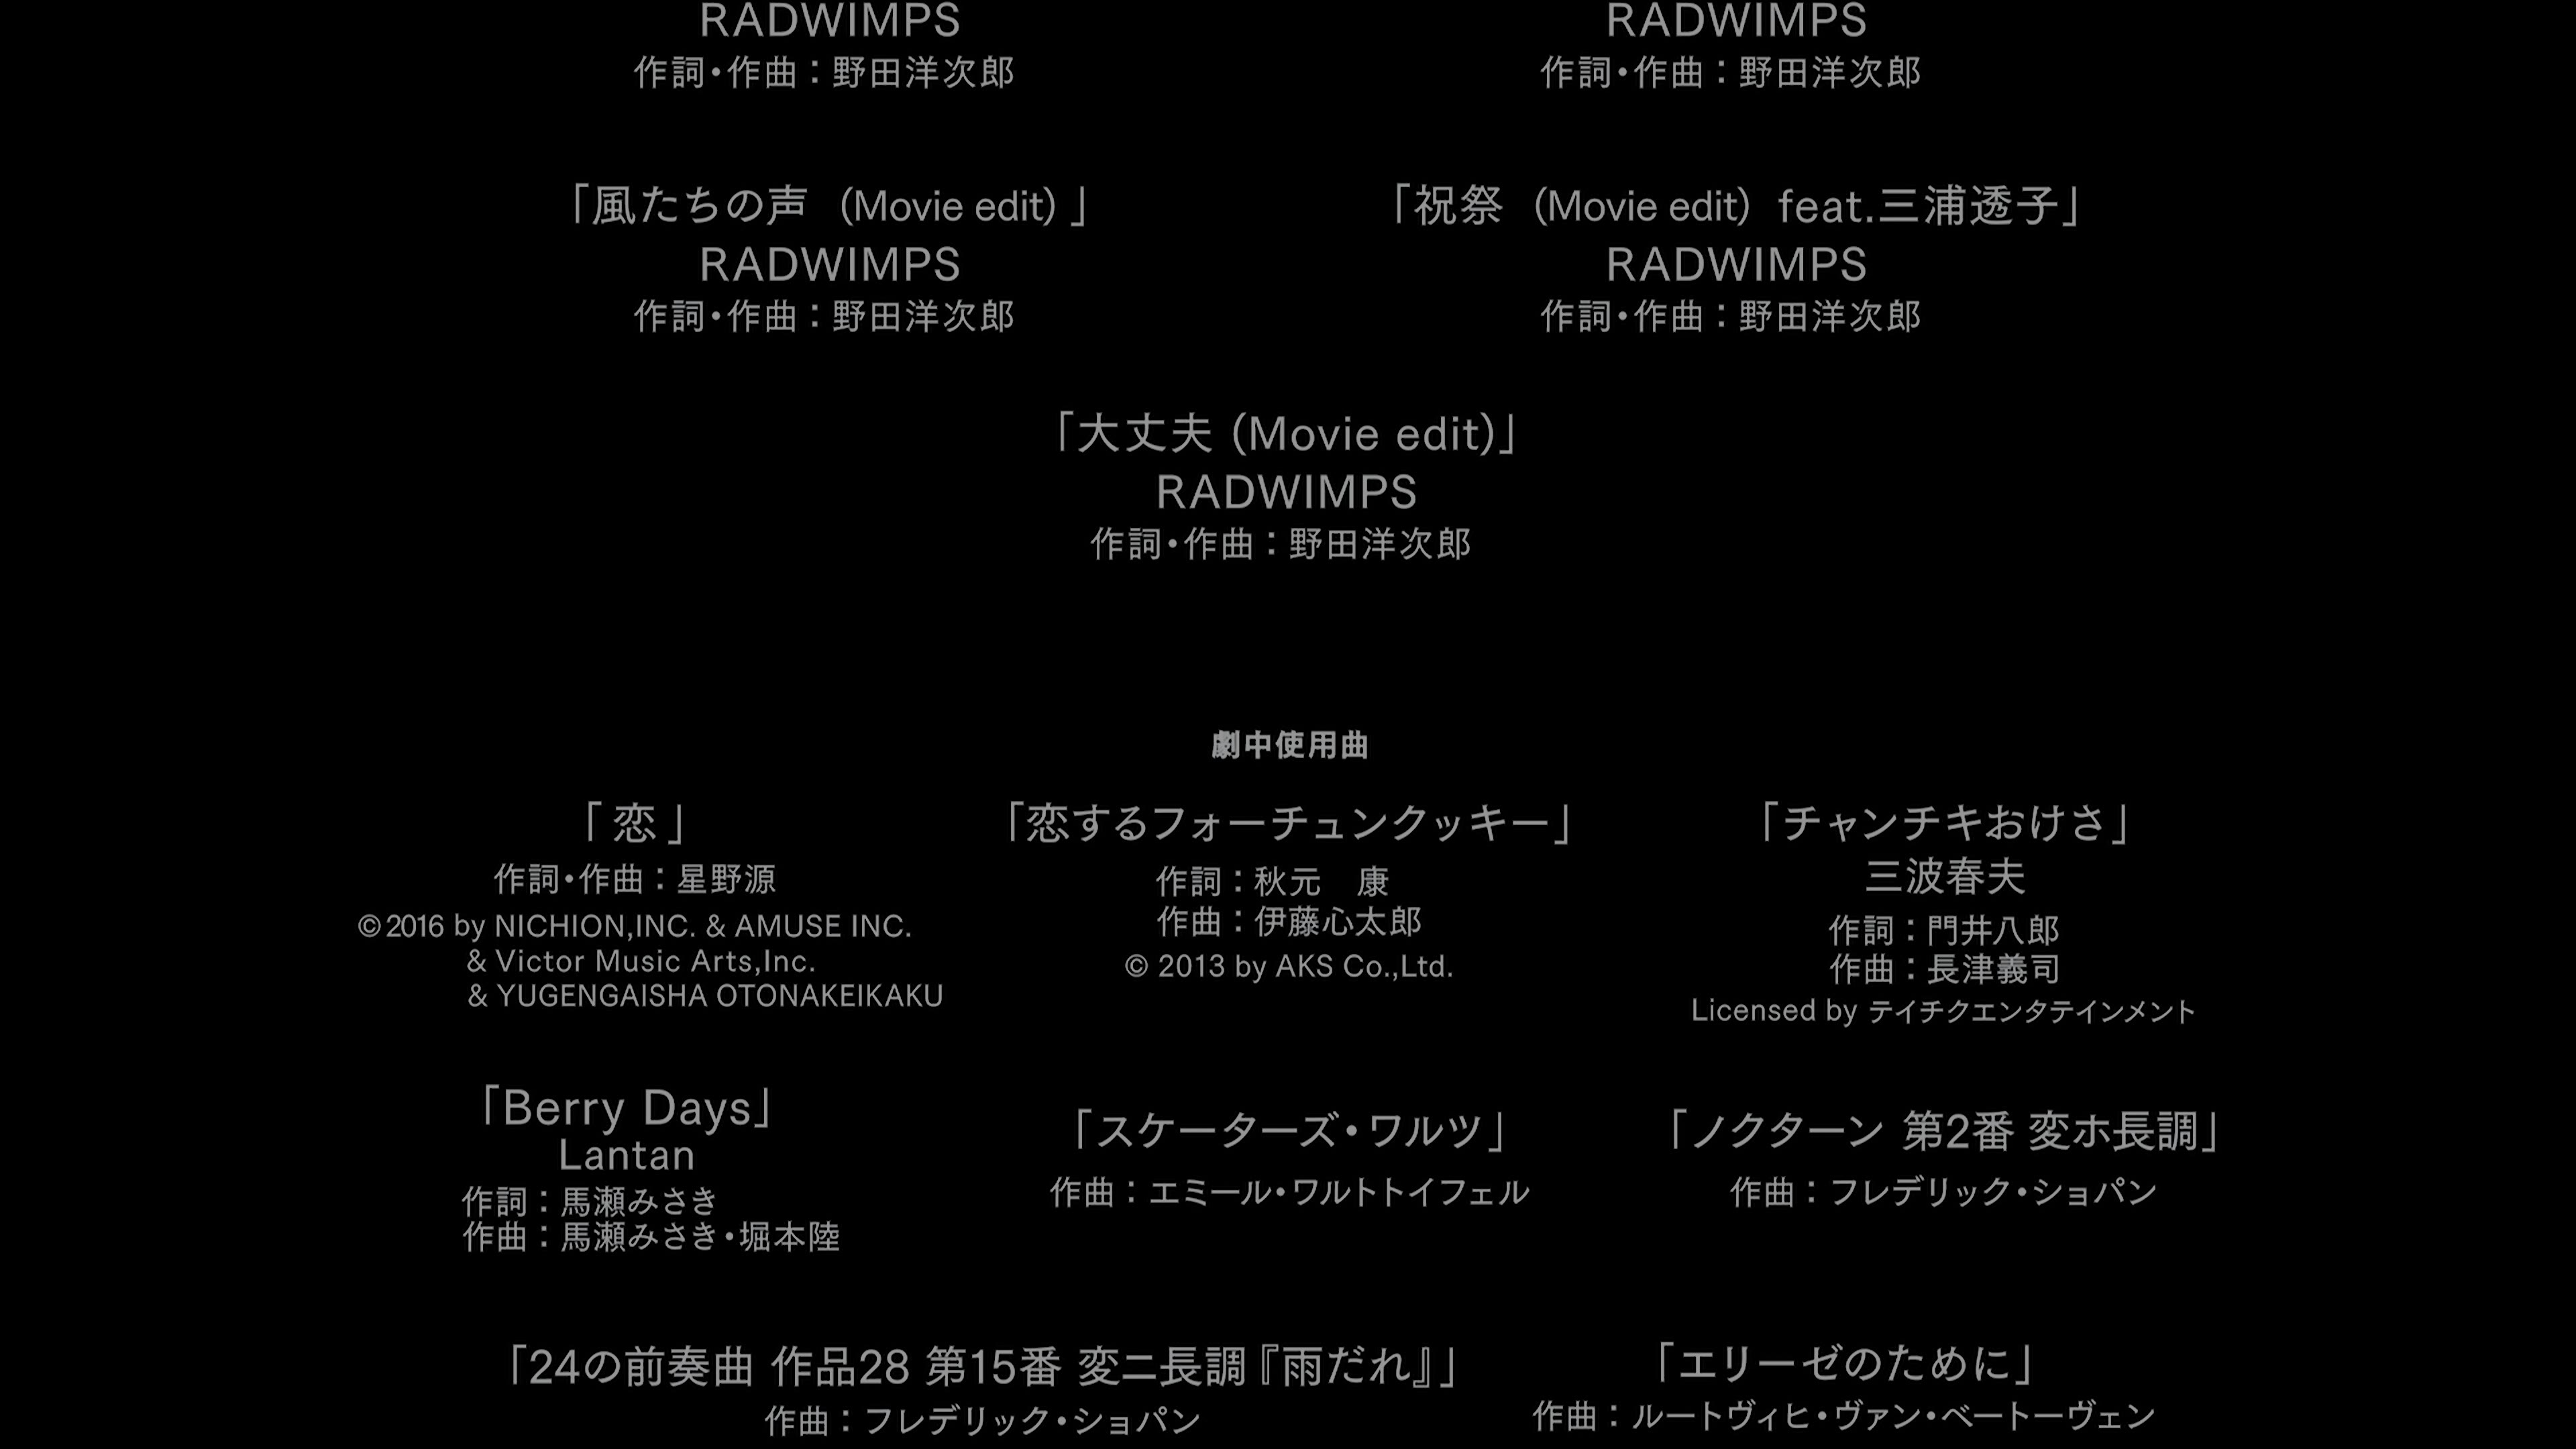 RADWIMPS
作詞・作曲：野田洋次郎
RADWIMPS
作詞・作曲：野田洋次郎
「風たちの声 (Movie edit) 」
RADWIMPS
作詞・作曲：野田洋次郎
「祝祭 (Movie edit) feat.三浦透子」
RADWIMPS
作詞・作曲：野田洋次郎
「大丈夫 (Movie edit)」
RADWIMPS
作詞・作曲：野田洋次郎
劇中使用曲
「 恋 」
作詞・作曲：星野源
©2016 by NICHION,INC. & AMUSE INC.
& Victor Music Arts,Inc.
& YUGENGAISHA OTONAKEIKAKU
「恋するフォーチュンクッキー」
作詞：秋元　康
作曲：伊藤心太郎
© 2013 by AKS Co.,Ltd.
「チャンチキおけさ」
三波春夫
作詞：門井八郎
作曲：長津義司
Licensed by テイチクエンタテインメント
「Berry Days」
Lantan
作詞：馬瀬みさき
作曲：馬瀬みさき・堀本陸
「スケーターズ・ワルツ」
作曲：エミール・ワルトトイフェル
「ノクターン 第2番 変ホ長調」
作曲：フレデリック・ショパン
「24の前奏曲 作品28 第15番 変ニ長調『雨だれ』」
作曲：フレデリック・ショパン
「エリーゼのために」
作曲：ルートヴィヒ・ヴァン・ベートーヴェン